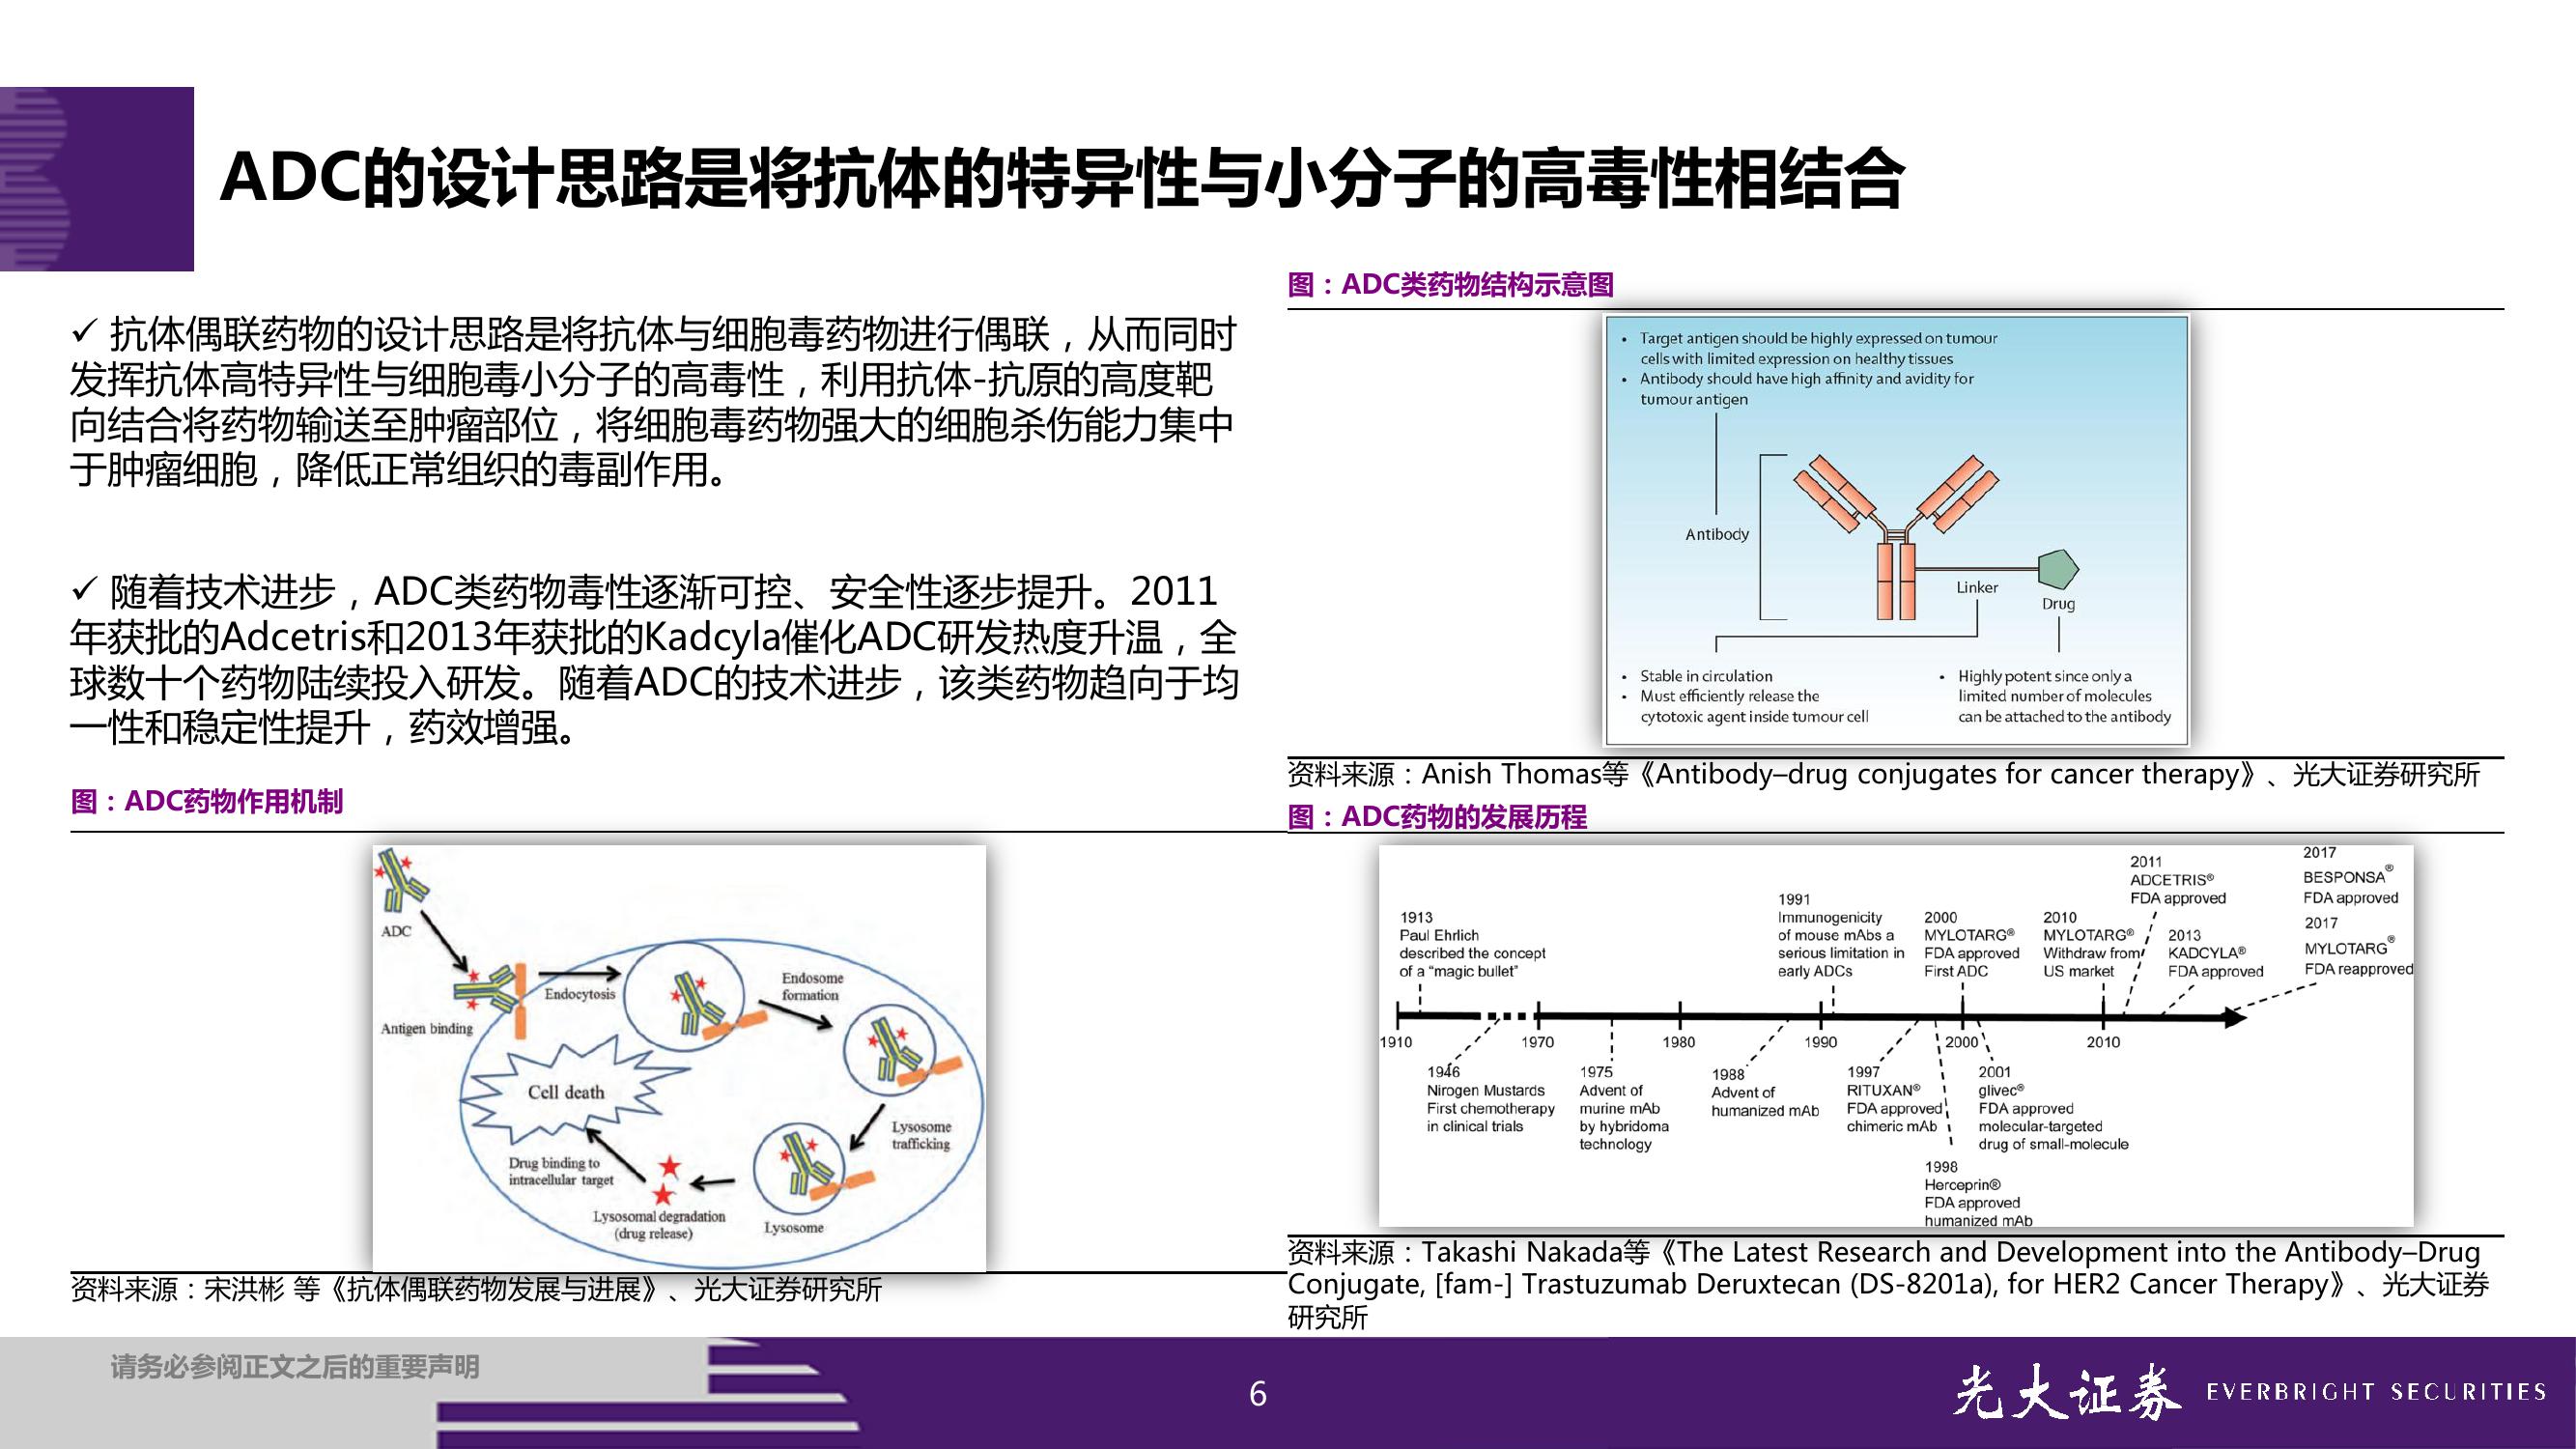 ADC的设计思路是将抗体的特异性与小分子的高毒性相结合
✓ 抗体偶联药物的设计思路是将抗体与细胞毒药物进行偶联，从而同时
发挥抗体高特异性与细胞毒小分子的高毒性，利用抗体-抗原的高度靶
向结合将药物输送至肿瘤部位，将细胞毒药物强大的细胞杀伤能力集中
于肿瘤细胞，降低正常组织的毒副作用。
✓ 随着技术进步，ADC类药物毒性逐渐可控、安全性逐步提升。2011
年获批的Adcetris和2013年获批的Kadcyla催化ADC研发热度升温，全
球数十个药物陆续投入研发。随着ADC的技术进步，该类药物趋向于均
一性和稳定性提升，药效增强。
图：ADC药物作用机制
ADC
Antigen binding
Endocytosis
Endosome
formation
Lysosome
trafficking
Lysosome
Lysosomal degradation
(drug release)
Drug binding to
intracellular target
Cell death
资料来源：宋洪彬 等《抗体偶联药物发展与进展》、光大证券研究所
图：ADC类药物结构示意图
• Target antigen should be highly expressed on tumour
cells with limited expression on healthy tissues
• Antibody should have high affinity and avidity for
tumour antigen
Antibody
Linker
Drug
• Stable in circulation
• Must efficiently release the
cytotoxic agent inside tumour cell
• Highly potent since only a
limited number of molecules
can be attached to the antibody
资料来源：Anish Thomas等《Antibody–drug conjugates for cancer therapy》、光大证券研究所
图：ADC药物的发展历程
1913
Paul Ehrlich
described the concept
of a “magic bullet”
1991
Immunogenicity
of mouse mAbs a
serious limitation in
early ADCs
2000
MYLOTARG®
FDA approved
First ADC
2010
MYLOTARG®
Withdraw from
US market
2011
ADCETRIS®
FDA approved
2013
KADCYLA®
FDA approved
2017
BESPONSA®
FDA approved
2017
MYLOTARG®
FDA reapproved
1910
1970
1980
1990
2000
2010
1946
Nirogen Mustards
First chemotherapy
in clinical trials
1975
Advent of
murine mAb
by hybridoma
technology
1988
Advent of
humanized mAb
1997
RITUXAN®
FDA approved
chimeric mAb
1998
Herceprin®
FDA approved
humanized mAb
2001
glivec®
FDA approved
molecular-targeted
drug of small-molecule
资料来源：Takashi Nakada等《The Latest Research and Development into the Antibody–Drug
Conjugate, [fam-] Trastuzumab Deruxtecan (DS-8201a), for HER2 Cancer Therapy》、光大证券
研究所
请务必参阅正文之后的重要声明
6
光大证券 EVERBRIGHT SECURITIES